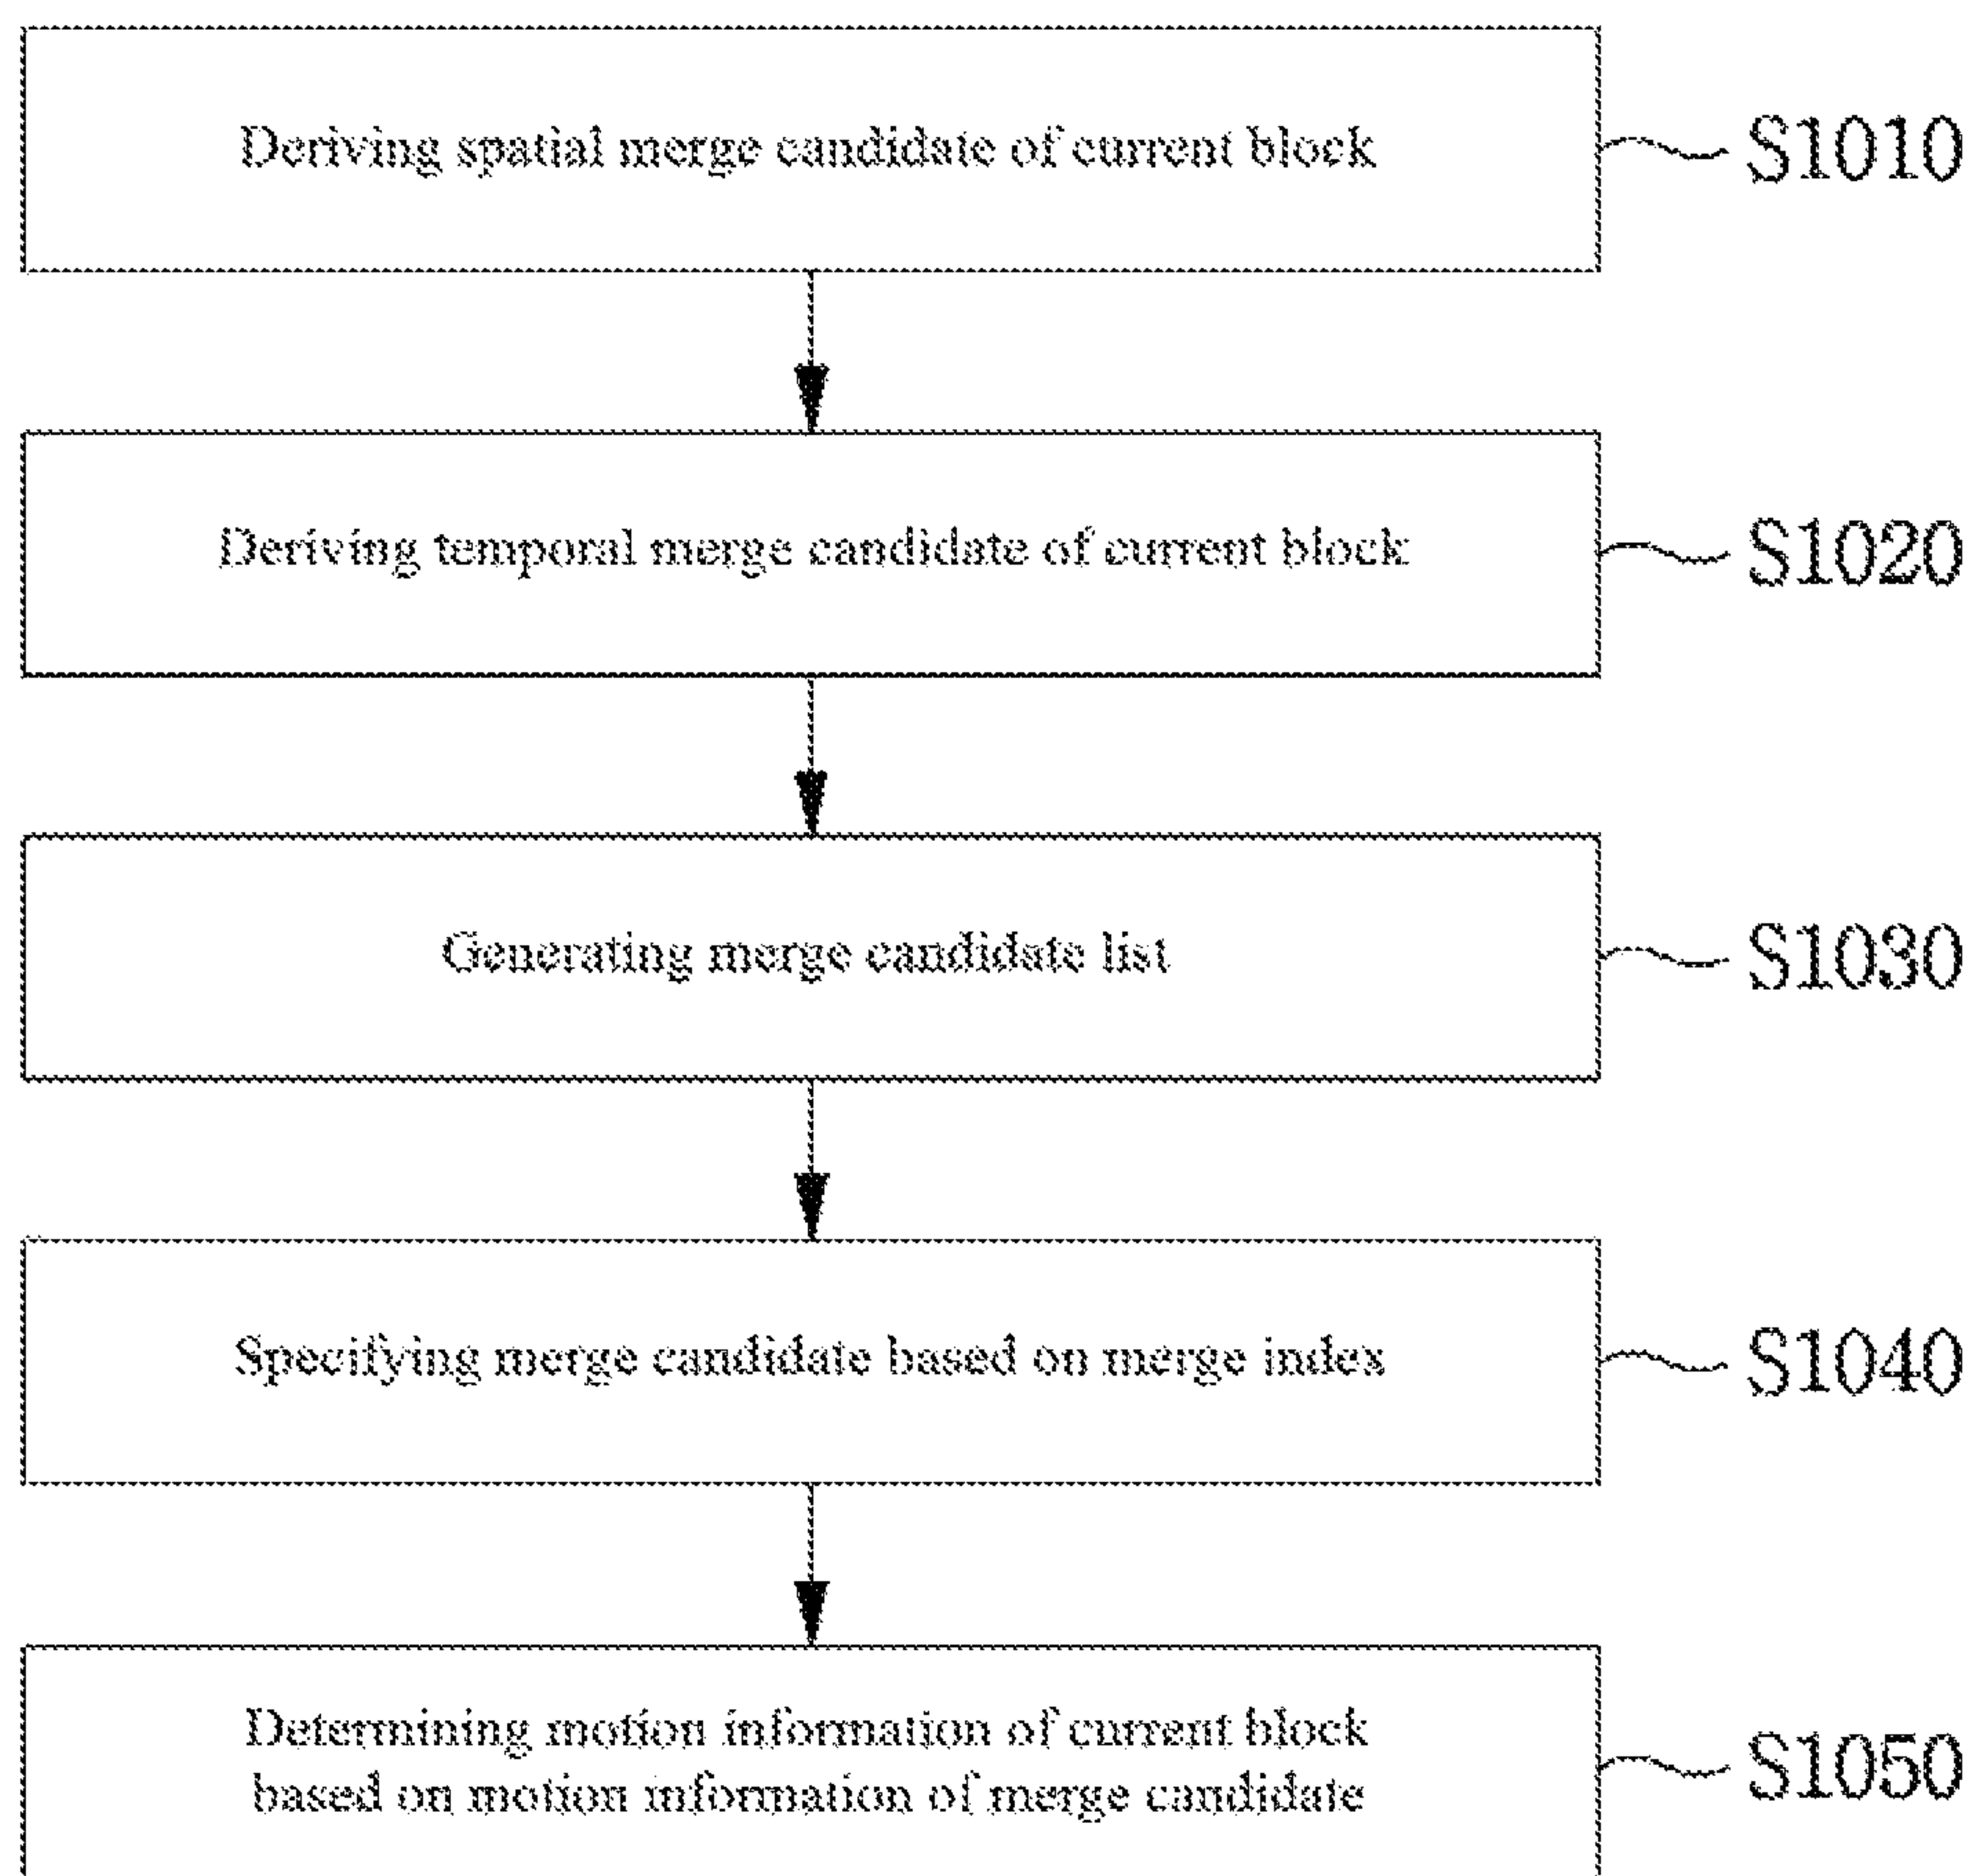 Deriving spatial merge candidate of current block
S1010
Deriving temporal merge candidate of current block
S1020
Generating merge candidate list
S1030
Specifying merge candidate based on merge index
S1040
Determining motion information of current block
based on motion information of merge candidate
S1050